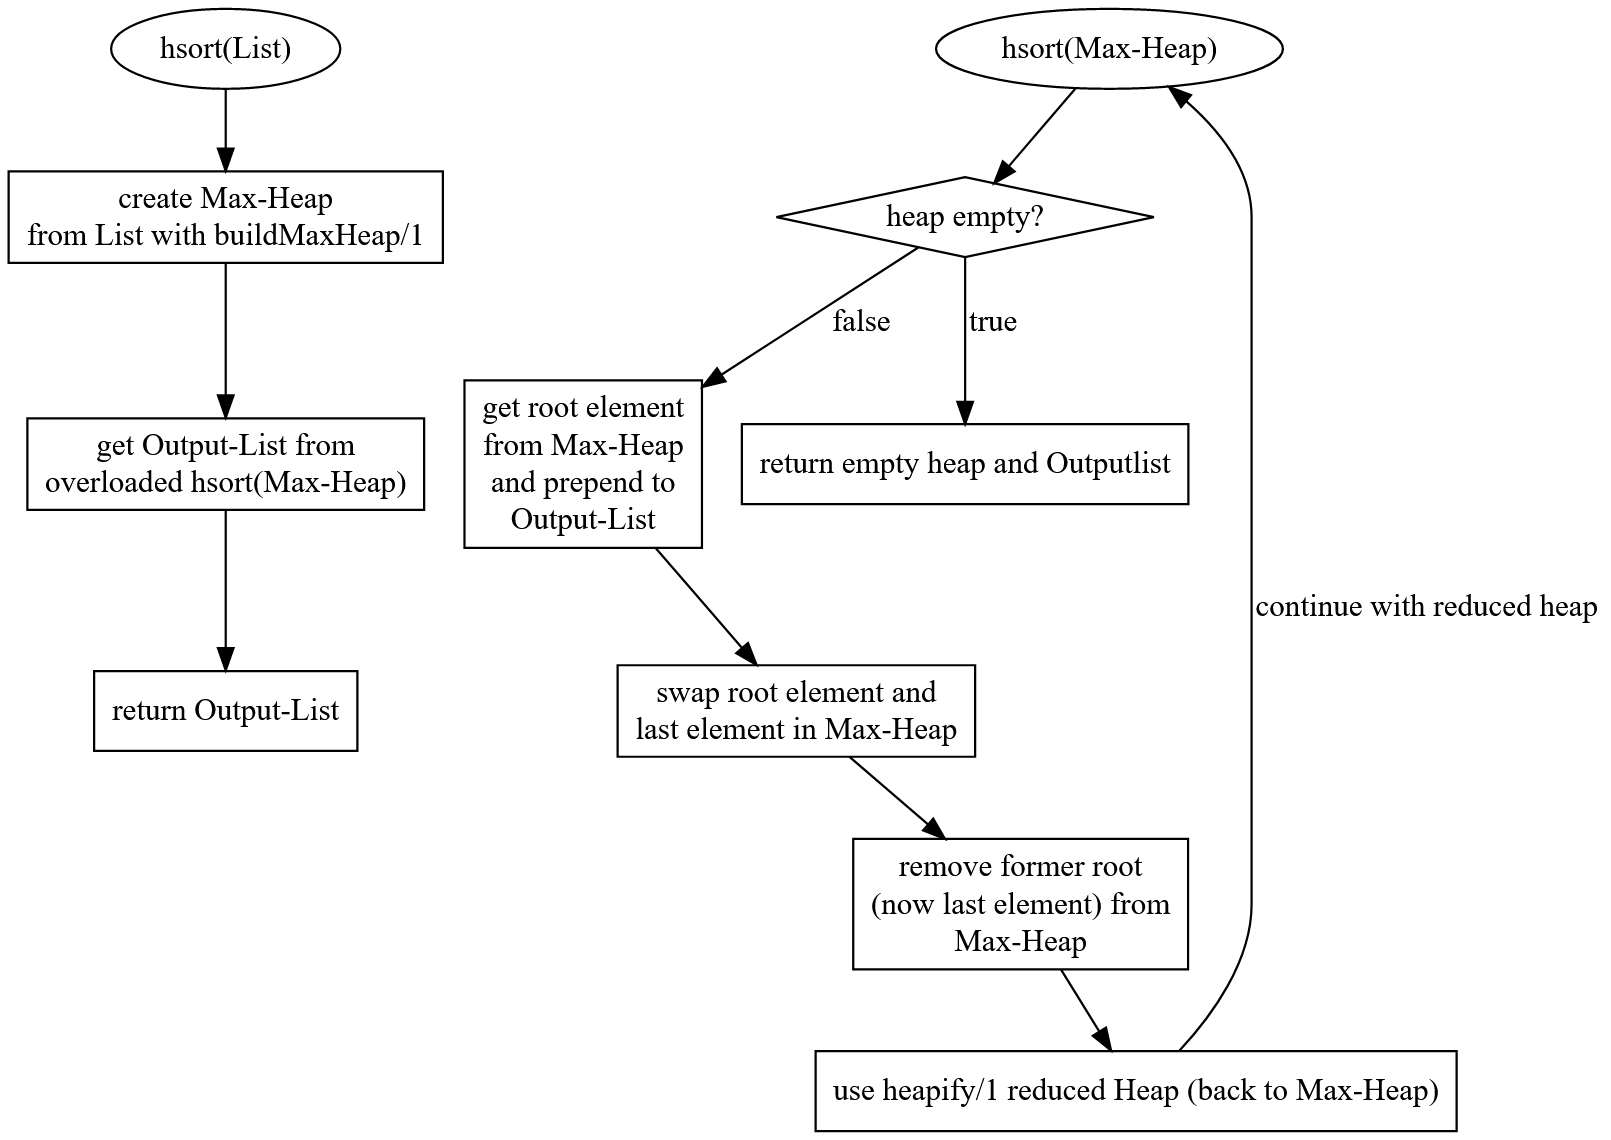 hsort(List)
create Max-Heap
from List with buildMaxHeap/1
get Output-List from
overloaded hsort(Max-Heap)
return Output-List
hsort(Max-Heap)
heap empty?
false
true
get root element
from Max-Heap
and prepend to
Output-List
return empty heap and Outputlist
swap root element and
last element in Max-Heap
remove former root
(now last element) from
Max-Heap
use heapify/1 reduced Heap (back to Max-Heap)
continue with reduced heap